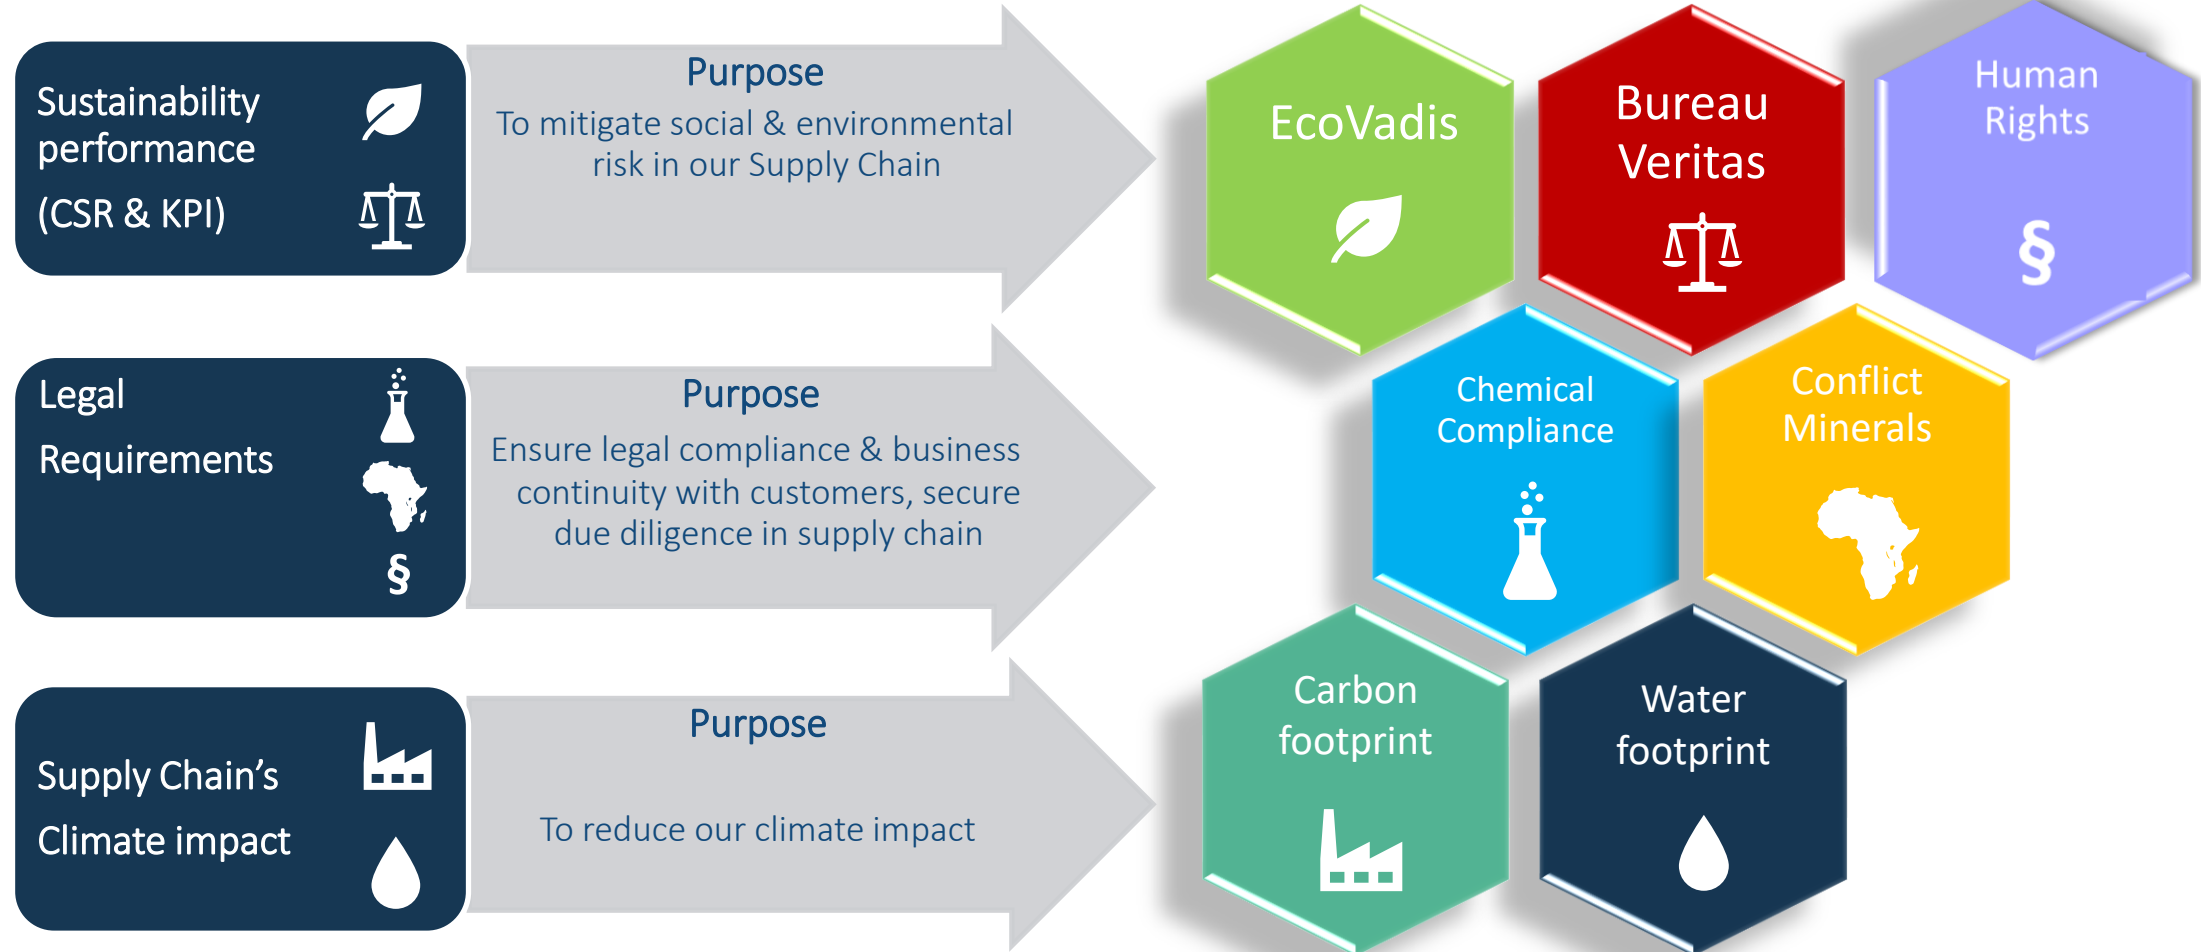 Sustainability
performance
(CSR & KPI)
Purpose
To mitigate social & environmental
risk in our Supply Chain
EcoVadis
Bureau
Veritas
Human
Rights
§
Legal
Requirements
§
Purpose
Ensure legal compliance & business
continuity with customers, secure
due diligence in supply chain
Chemical
Compliance
Conflict
Minerals
Supply Chain’s
Climate impact
Purpose
To reduce our climate impact
Carbon
footprint
Water
footprint